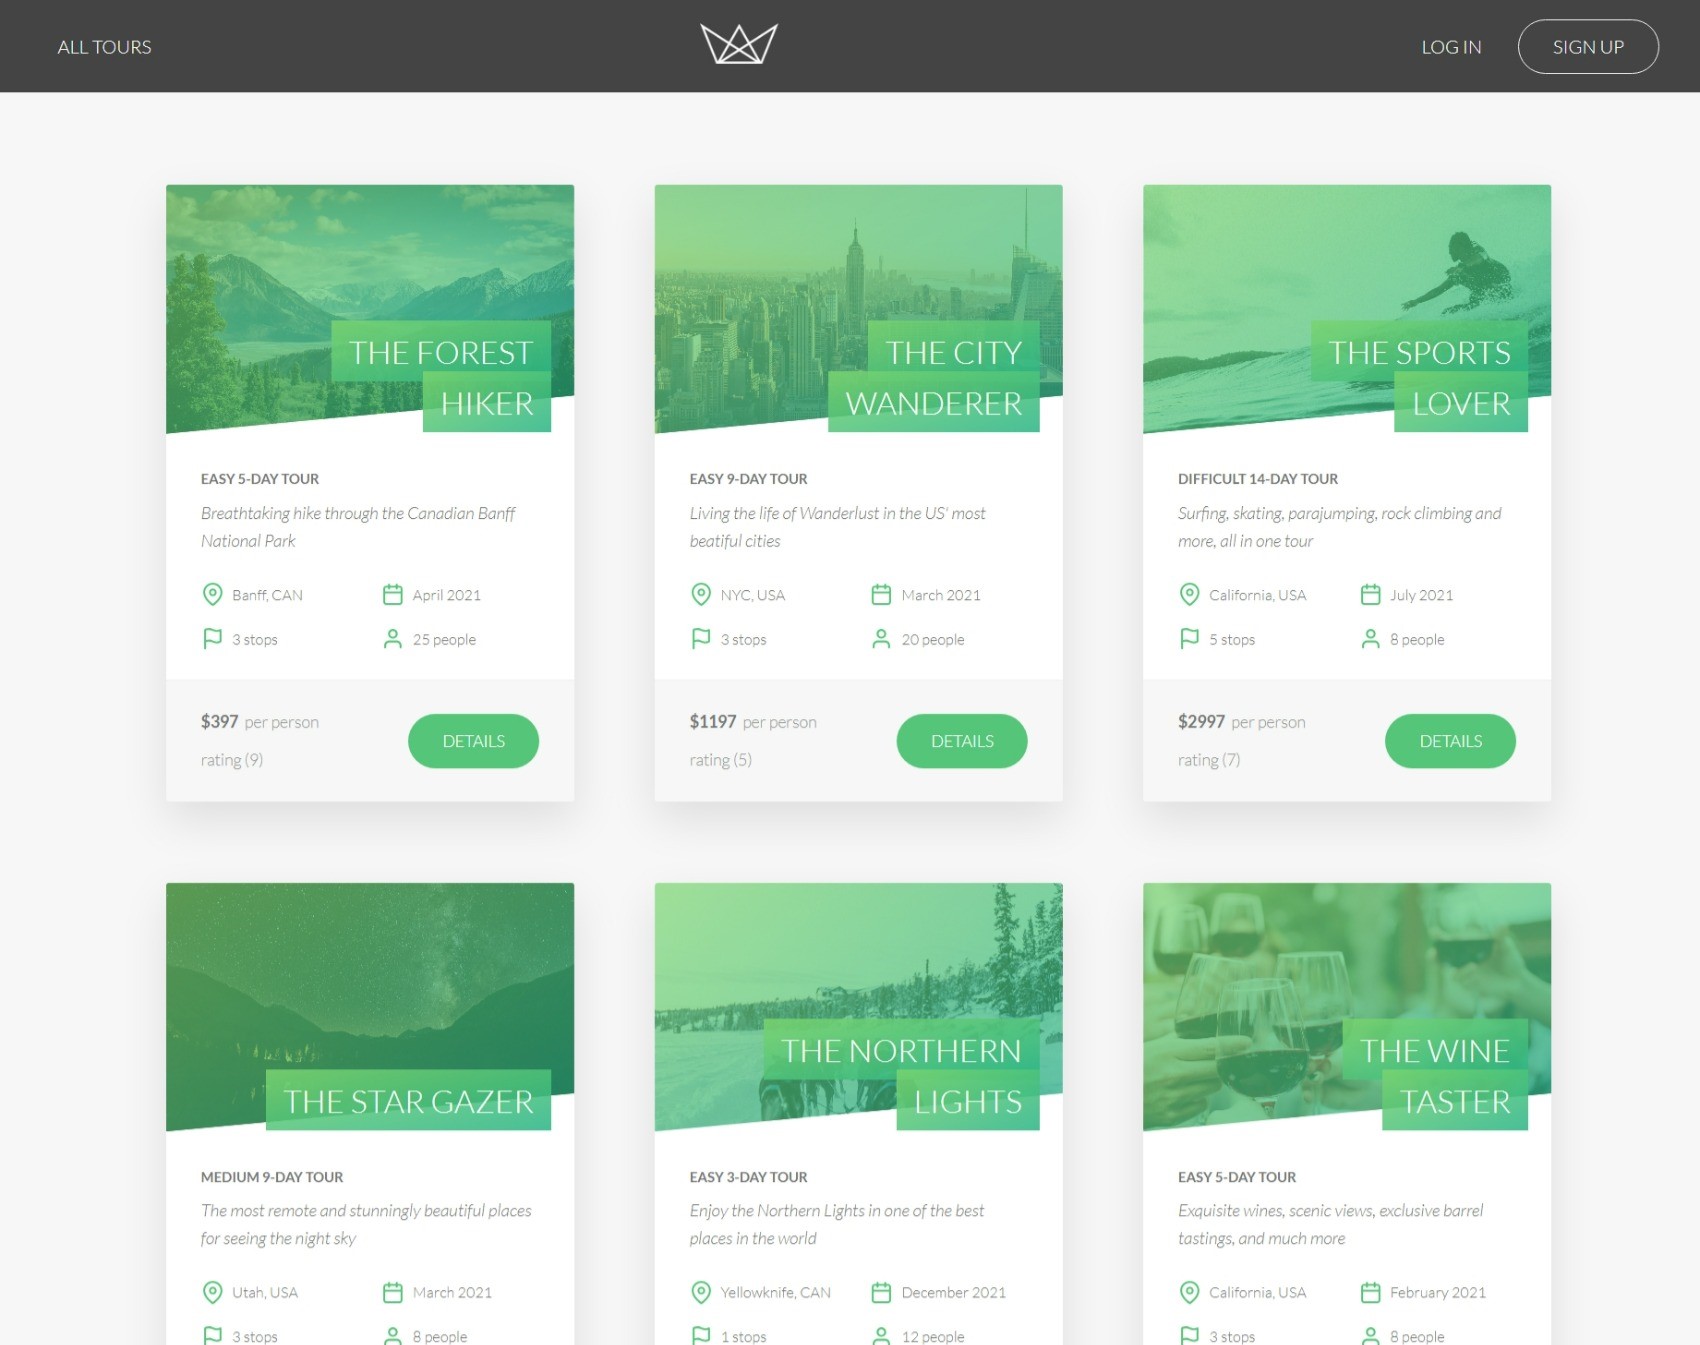 ALL TOURS
LOG IN
SIGN UP
THE FOREST
HIKER
EASY 5-DAY TOUR
Breathtaking hike through the Canadian Banff
National Park
Banff, CAN
April 2021
3 stops
25 people
$397 per person
rating (9)
DETAILS
THE CITY
WANDERER
EASY 9-DAY TOUR
Living the life of Wanderlust in the US' most
beatiful cities
NYC, USA
March 2021
3 stops
20 people
$1197 per person
rating (5)
DETAILS
THE SPORTS
LOVER
DIFFICULT 14-DAY TOUR
Surfing, skating, parajumping, rock climbing and
more, all in one tour
California, USA
July 2021
5 stops
8 people
$2997 per person
rating (7)
DETAILS
THE STAR GAZER
MEDIUM 9-DAY TOUR
The most remote and stunningly beautiful places
for seeing the night sky
Utah, USA
March 2021
3 stops
8 people
THE NORTHERN
LIGHTS
EASY 3-DAY TOUR
Enjoy the Northern Lights in one of the best
places in the world
Yellowknife, CAN
December 2021
1 stops
12 people
THE WINE
TASTER
EASY 5-DAY TOUR
Exquisite wines, scenic views, exclusive barrel
tastings, and much more
California, USA
February 2021
3 stops
8 people